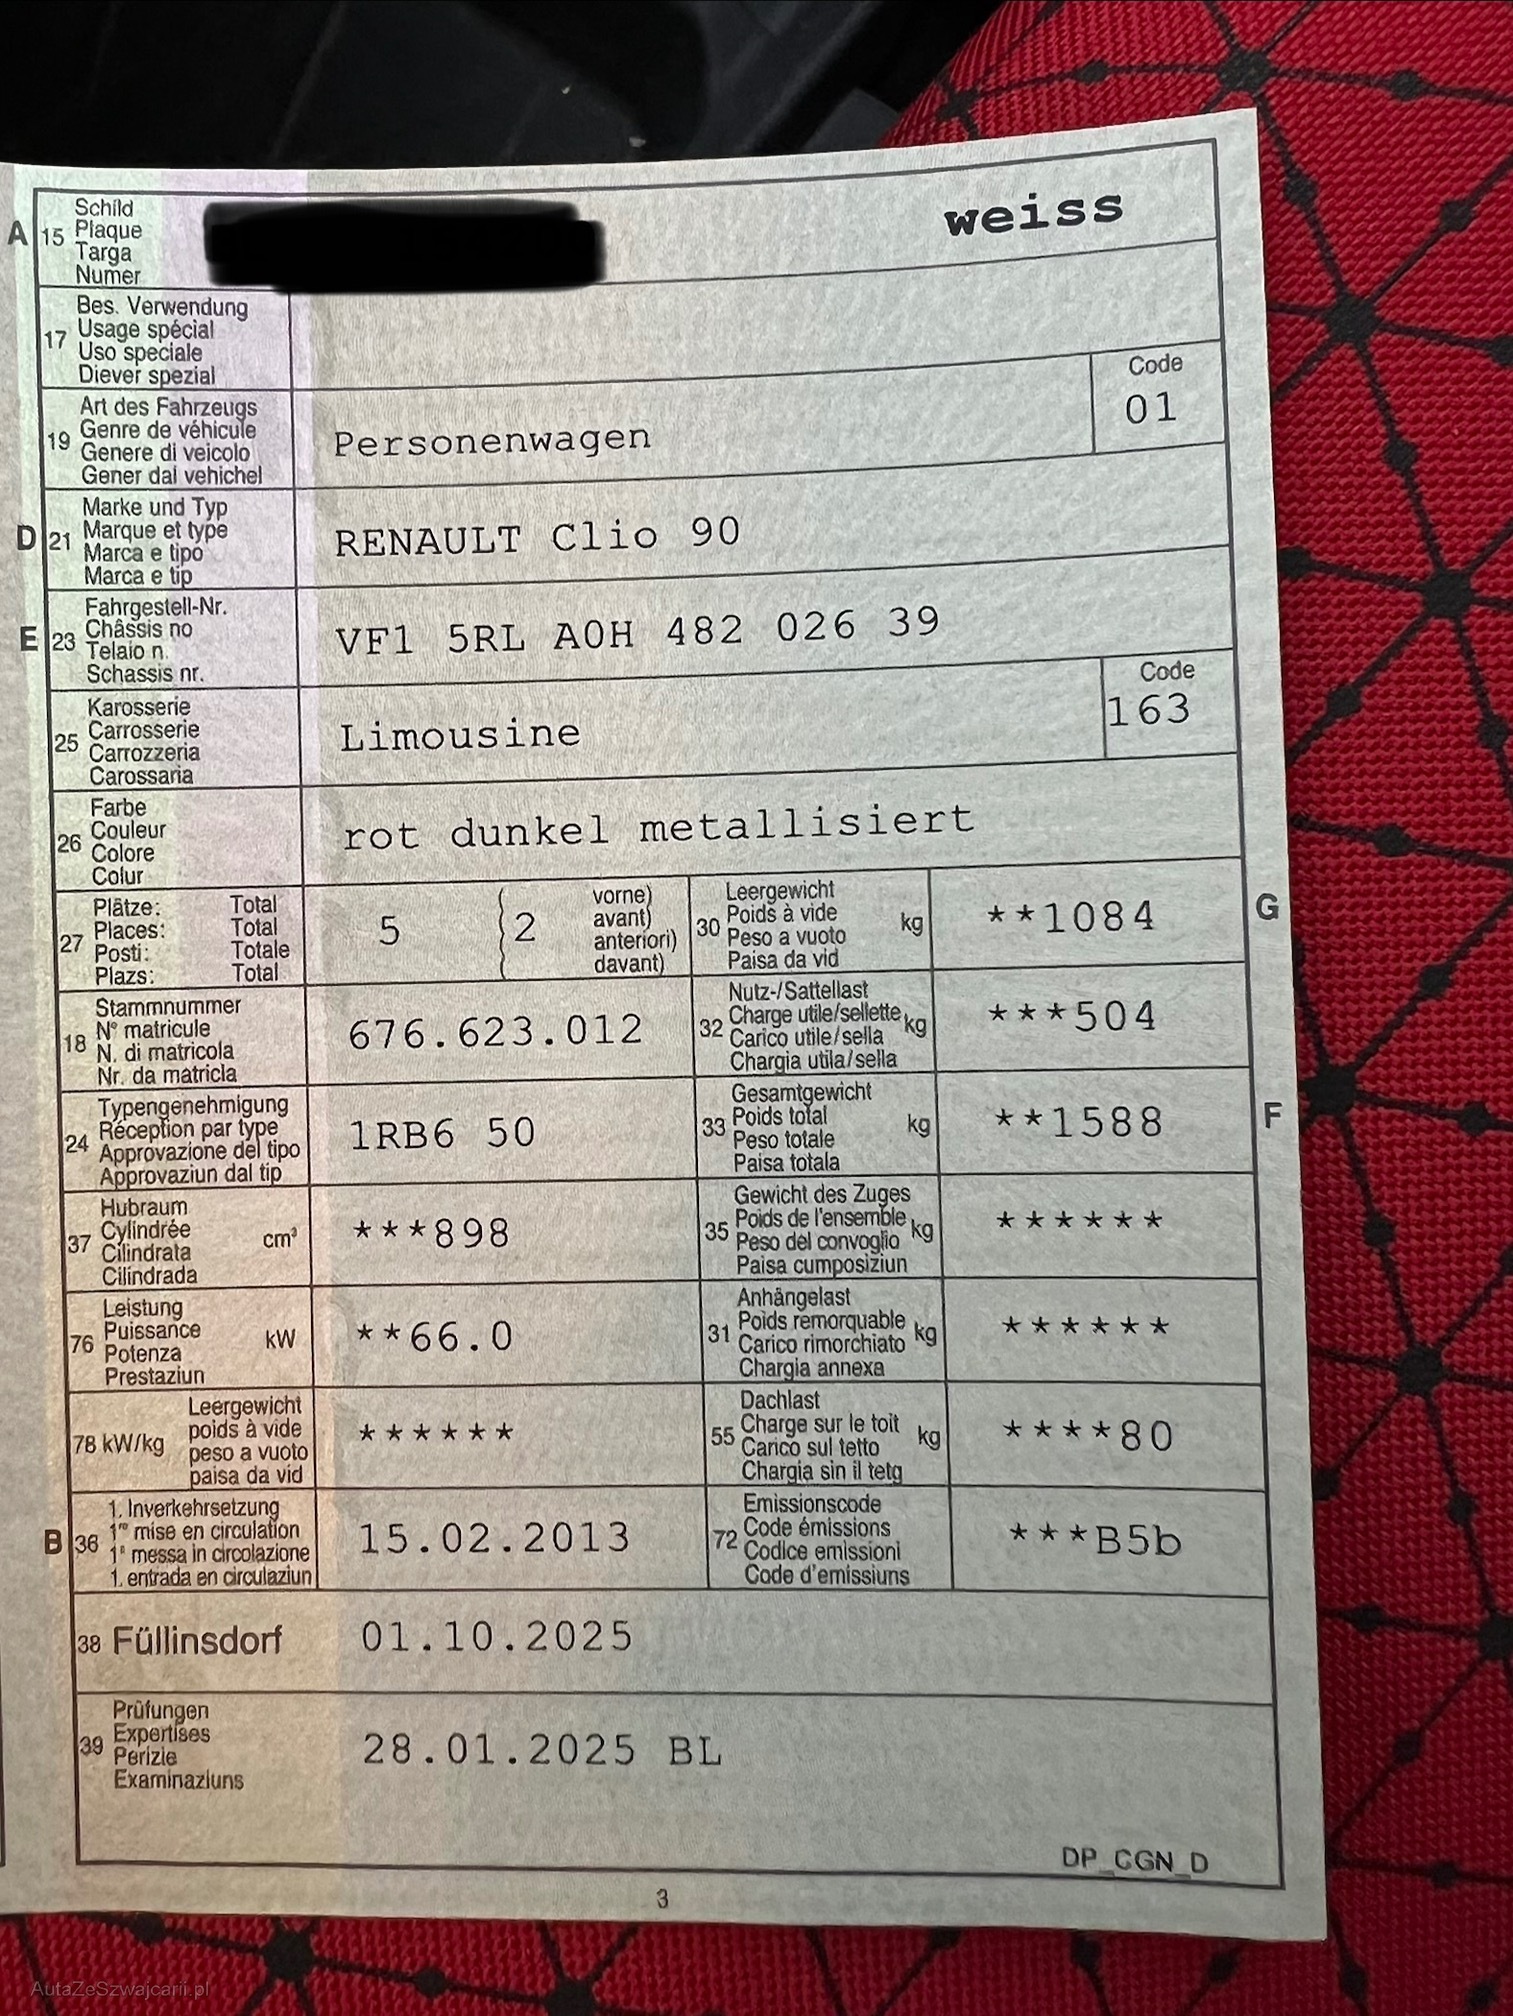 A 15 Schild
Plaque
Targa
Numer
weiss
17 Bes. Verwendung
Usage spécial
Uso speciale
Diever spezial
19 Art des Fahrzeugs
Genre de véhicule
Genere di veicolo
Gener dal vehichel
Personenwagen
Code
01
D 21 Marke und Typ
Marque et type
Marca e tipo
Marca e tip
RENAULT Clio 90
E 23 Fahrgestell-Nr.
Châssis no
Telaio n.
Schassis nr.
VF1 5RL A0H 482 026 39
25 Karosserie
Carrosserie
Carrozzeria
Carossaria
Limousine
Code
163
26 Farbe
Couleur
Colore
Colur
rot dunkel metallisiert
27 Plätze: Total
Places: Total
Posti: Totale
Plazs: Total
5 2
vorne)
avant)
anteriori)
davant)
30 Leergewicht
Poids à vide kg
Peso a vuoto
Paisa da vid
**1084 G
18 Stammnummer
N° matricule
N. di matricola
Nr. da matricla
676.623.012
32 Nutz-/Sattellast
Charge utile/sellette kg
Carico utile/sella
Chargia utila/sella
***504
24 Typengenehmigung
Réception par type
Approvazione del tipo
Approvaziun dal tip
1RB6 50
33 Gesamtgewicht
Poids total kg
Peso totale
Paisa totala
**1588 F
37 Hubraum
Cylindrée cm³
Cilindrata
Cilindrada
***898
35 Gewicht des Zuges
Poids de l'ensemble kg
Peso del convoglio
Paisa cumposiziun
******
76 Leistung
Puissance kW
Potenza
Prestaziun
**66.0
31 Anhängelast
Poids remorquable kg
Carico rimorchiato
Chargia annexa
******
78 kW/kg Leergewicht
poids à vide
peso a vuoto
paisa da vid
******
55 Dachlast
Charge sur le toit kg
Carico sul tetto
Chargia sin il tetg
****80
B 36 1. Inverkehrsetzung
1re mise en circulation
1a messa in circolazione
1. entrada en circulaziun
15.02.2013
72 Emissionscode
Code émissions
Codice emissioni
Code d'emissiuns
***B5b
38 Füllinsdorf 01.10.2025
39 Prüfungen
Expertises
Perizie
Examinaziuns
28.01.2025 BL
DP_CGN_D
3
AutaZeSzwajcarii.pl